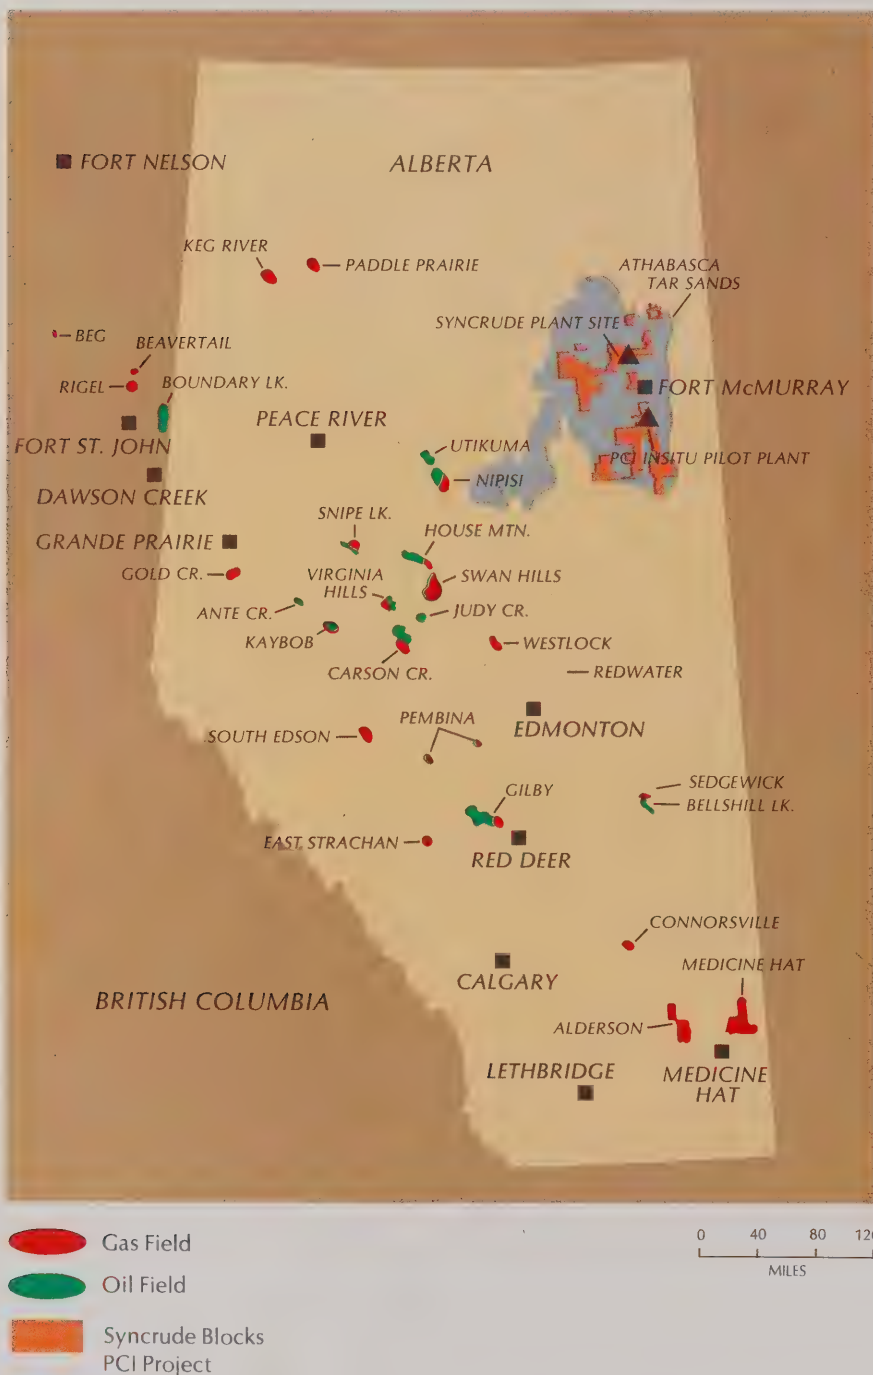 FORT NELSON
ALBERTA
KEG RIVER
PADDLE PRAIRIE
ATHABASCA
TAR SANDS
SYNCRUDE PLANT SITE
BEG
BEAVERTAIL
RIGEL
BOUNDARY LK.
FORT McMURRAY
PEACE RIVER
FORT ST. JOHN
UTIKUMA
PCI INSITU PILOT PLANT
DAWSON CREEK
NIPISI
SNIPE LK.
GRANDE PRAIRIE
HOUSE MTN.
GOLD CR.
VIRGINIA
HILLS
SWAN HILLS
ANTE CR.
JUDY CR.
KAYBOB
WESTLOCK
CARSON CR.
REDWATER
PEMBINA
SOUTH EDSON
EDMONTON
SEDGEWICK
GILBY
BELLSHILL LK.
EAST STRACHAN
RED DEER
CONNORSVILLE
MEDICINE HAT
CALGARY
BRITISH COLUMBIA
ALDERSON
LETHBRIDGE
MEDICINE
HAT
Gas Field
0 40 80 120
MILES
Oil Field
Syncrude Blocks
PCI Project